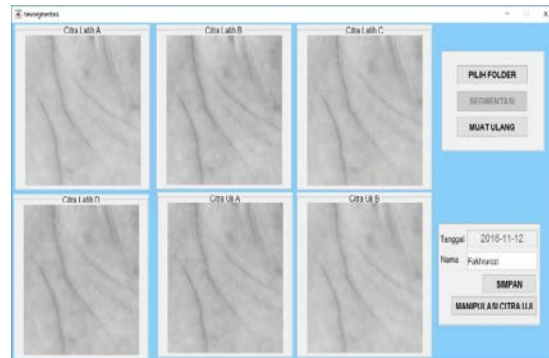 newsegmentasi
Citra Latih A
Citra Latih B
Citra Latih C
PILIH FOLDER
SEGMENTASI
MUAT ULANG
Citra Latih D
Citra Uji A
Citra Uji B
Tanggal 2016-11-12
Nama Fakhrurozi
SIMPAN
MANIPULASI CITRA UJI